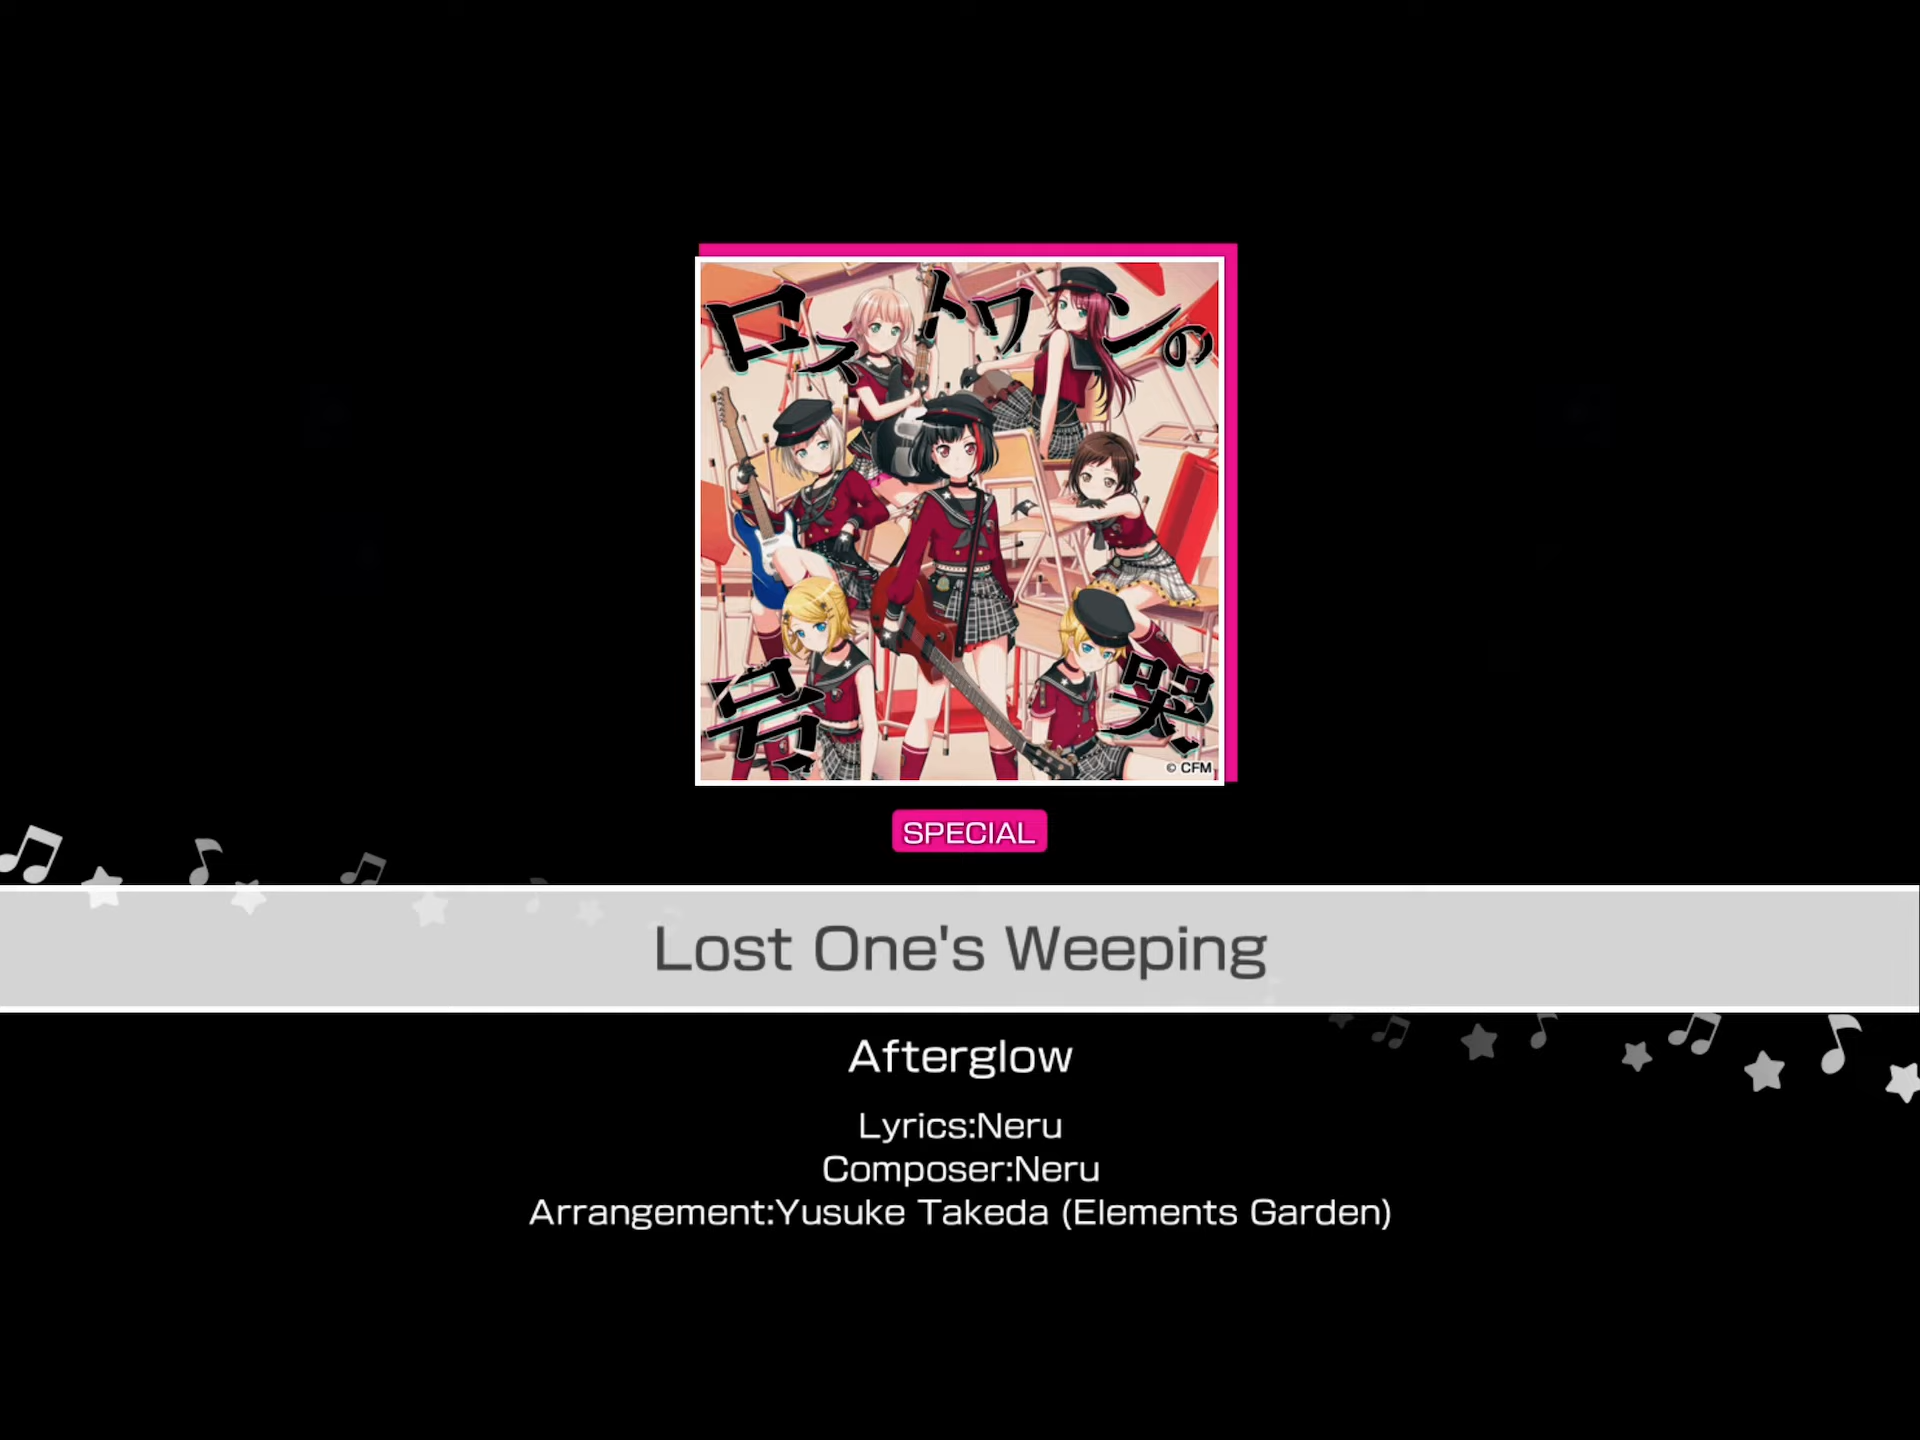 ロストワンの
号哭
© CFM
SPECIAL
Lost One's Weeping
Afterglow
Lyrics:Neru
Composer:Neru
Arrangement:Yusuke Takeda (Elements Garden)